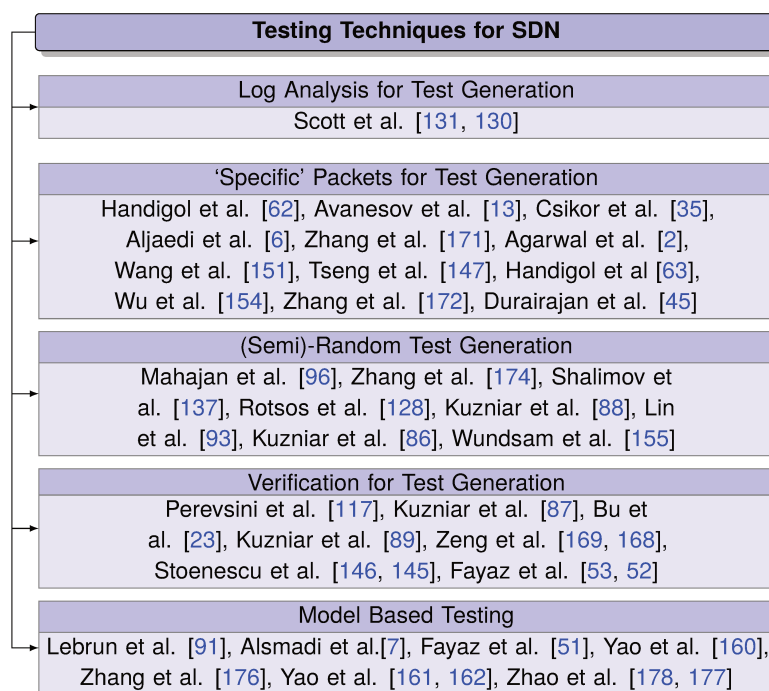 Testing Techniques for SDN
Log Analysis for Test Generation
Scott et al. [131, 130]
‘Specific’ Packets for Test Generation
Handigol et al. [62], Avanesov et al. [13], Csikor et al. [35],
Aljaedi et al. [6], Zhang et al. [171], Agarwal et al. [2],
Wang et al. [151], Tseng et al. [147], Handigol et al [63],
Wu et al. [154], Zhang et al. [172], Durairajan et al. [45]
(Semi)-Random Test Generation
Mahajan et al. [96], Zhang et al. [174], Shalimov et
al. [137], Rotsos et al. [128], Kuzniar et al. [88], Lin
et al. [93], Kuzniar et al. [86], Wundsam et al. [155]
Verification for Test Generation
Perevsini et al. [117], Kuzniar et al. [87], Bu et
al. [23], Kuzniar et al. [89], Zeng et al. [169, 168],
Stoenescu et al. [146, 145], Fayaz et al. [53, 52]
Model Based Testing
Lebrun et al. [91], Alsmadi et al.[7], Fayaz et al. [51], Yao et al. [160],
Zhang et al. [176], Yao et al. [161, 162], Zhao et al. [178, 177]